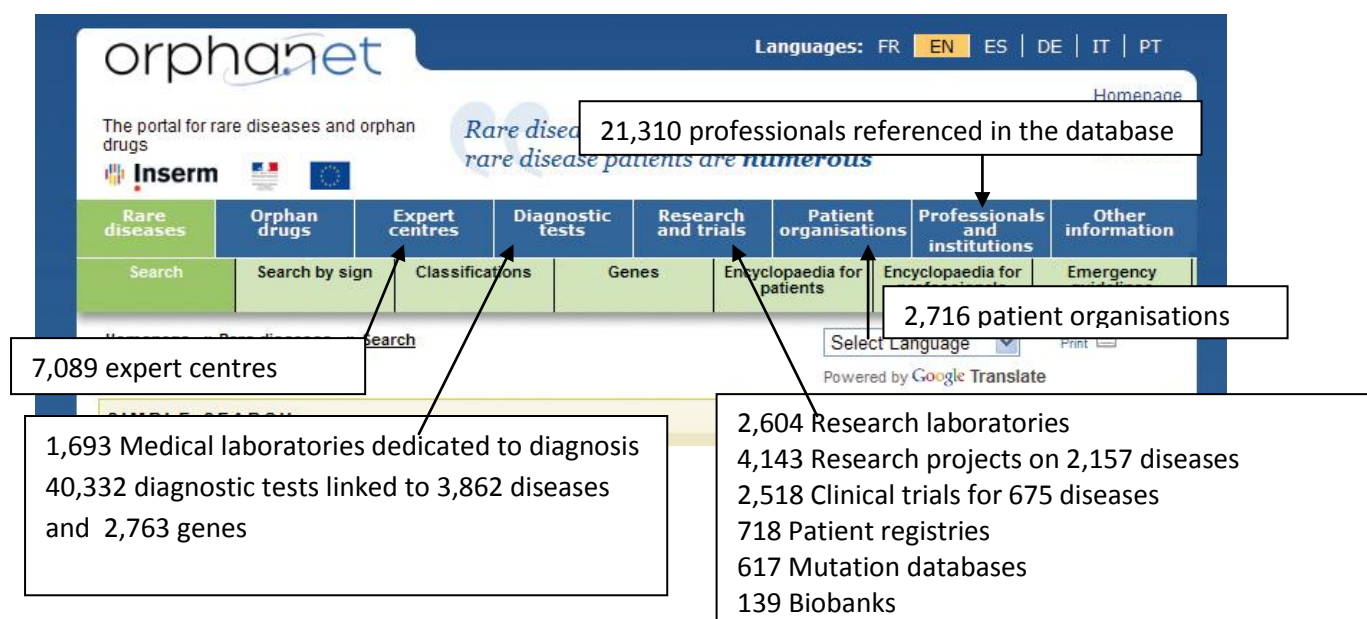 orphanet
Languages: FR EN ES DE IT PT
Homepage
The portal for rare diseases and orphan
drugs
Rare
rare disease patients are numerous
21,310 professionals referenced in the database
Inserm
Rare
diseases
Orphan
drugs
Expert
centres
Diagnostic
tests
Research
and trials
Patient
organisations
Professionals
and
institutions
Other
information
Search
Search by sign
Classifications
Genes
Encyclopaedia for
patients
Encyclopaedia for
Emergency
2,716 patient organisations
Search
Select Language
Print
Powered by Google Translate
7,089 expert centres
1,693 Medical laboratories dedicated to diagnosis
40,332 diagnostic tests linked to 3,862 diseases
and 2,763 genes
2,604 Research laboratories
4,143 Research projects on 2,157 diseases
2,518 Clinical trials for 675 diseases
718 Patient registries
617 Mutation databases
139 Biobanks